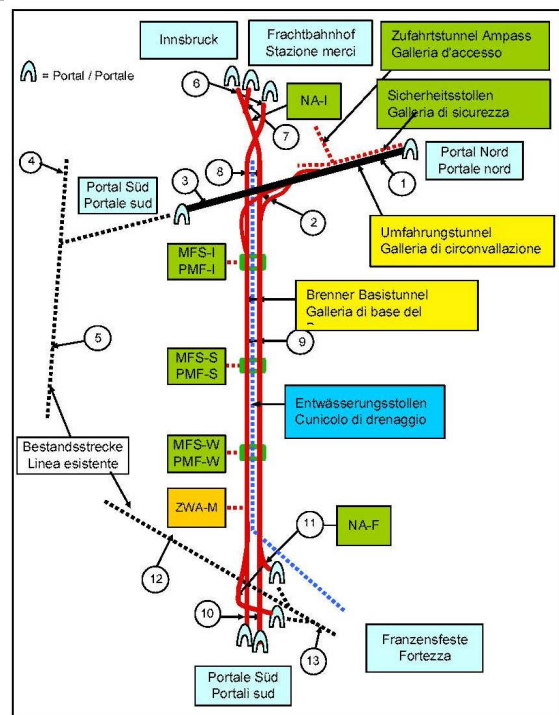 Innsbruck
Frachtbahnhof
Stazione merci
Zufahrtstunnel Ampass
Galleria d'accesso
= Portal / Portale
6
NA-I
Sicherheitsstollen
Galleria di sicurezza
7
4
8
Portal Nord
Portale nord
1
Portal Süd
Portale sud
3
2
Umfahrungstunnel
Galleria di circonvallazione
MFS-I
PMF-I
Brenner Basistunnel
Galleria di base del
5
9
MFS-S
PMF-S
Entwässerungsstollen
Cunicolo di drenaggio
Bestandsstrecke
Linea esistente
MFS-W
PMF-W
ZWA-M
11
NA-F
12
10
13
Franzensfeste
Fortezza
Portale Süd
Portali sud